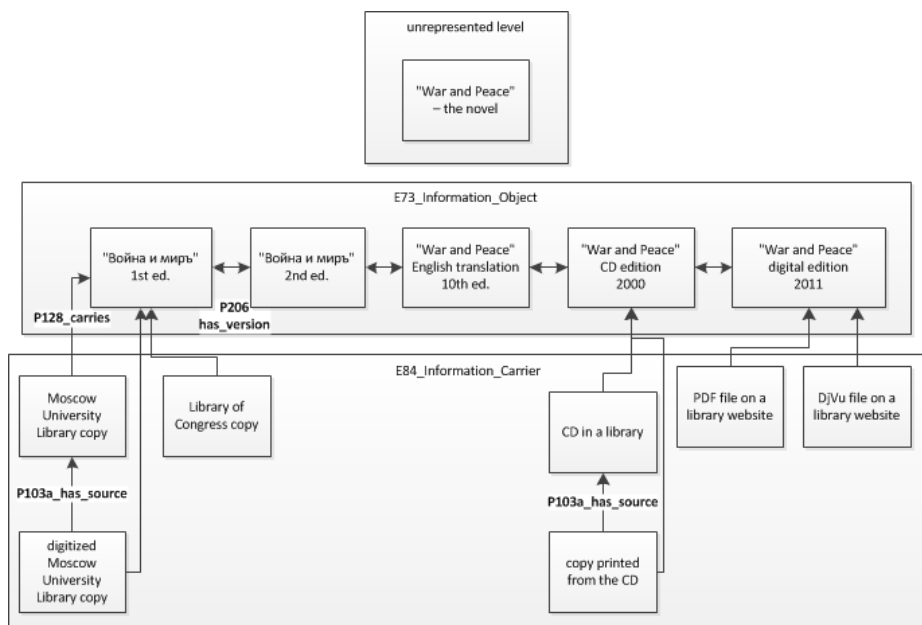 unrepresented level
"War and Peace"
– the novel
E73_Information_Object
"Война и миръ"
1st ed.
"Война и миръ"
2nd ed.
"War and Peace"
English translation
10th ed.
"War and Peace"
CD edition
2000
"War and Peace"
digital edition
2011
P128_carries
P206
has_version
E84_Information_Carrier
Moscow
University
Library copy
Library of
Congress copy
CD in a library
PDF file on a
library website
DjVu file on a
library website
P103a_has_source
P103a_has_source
digitized
Moscow
University
Library copy
copy printed
from the CD